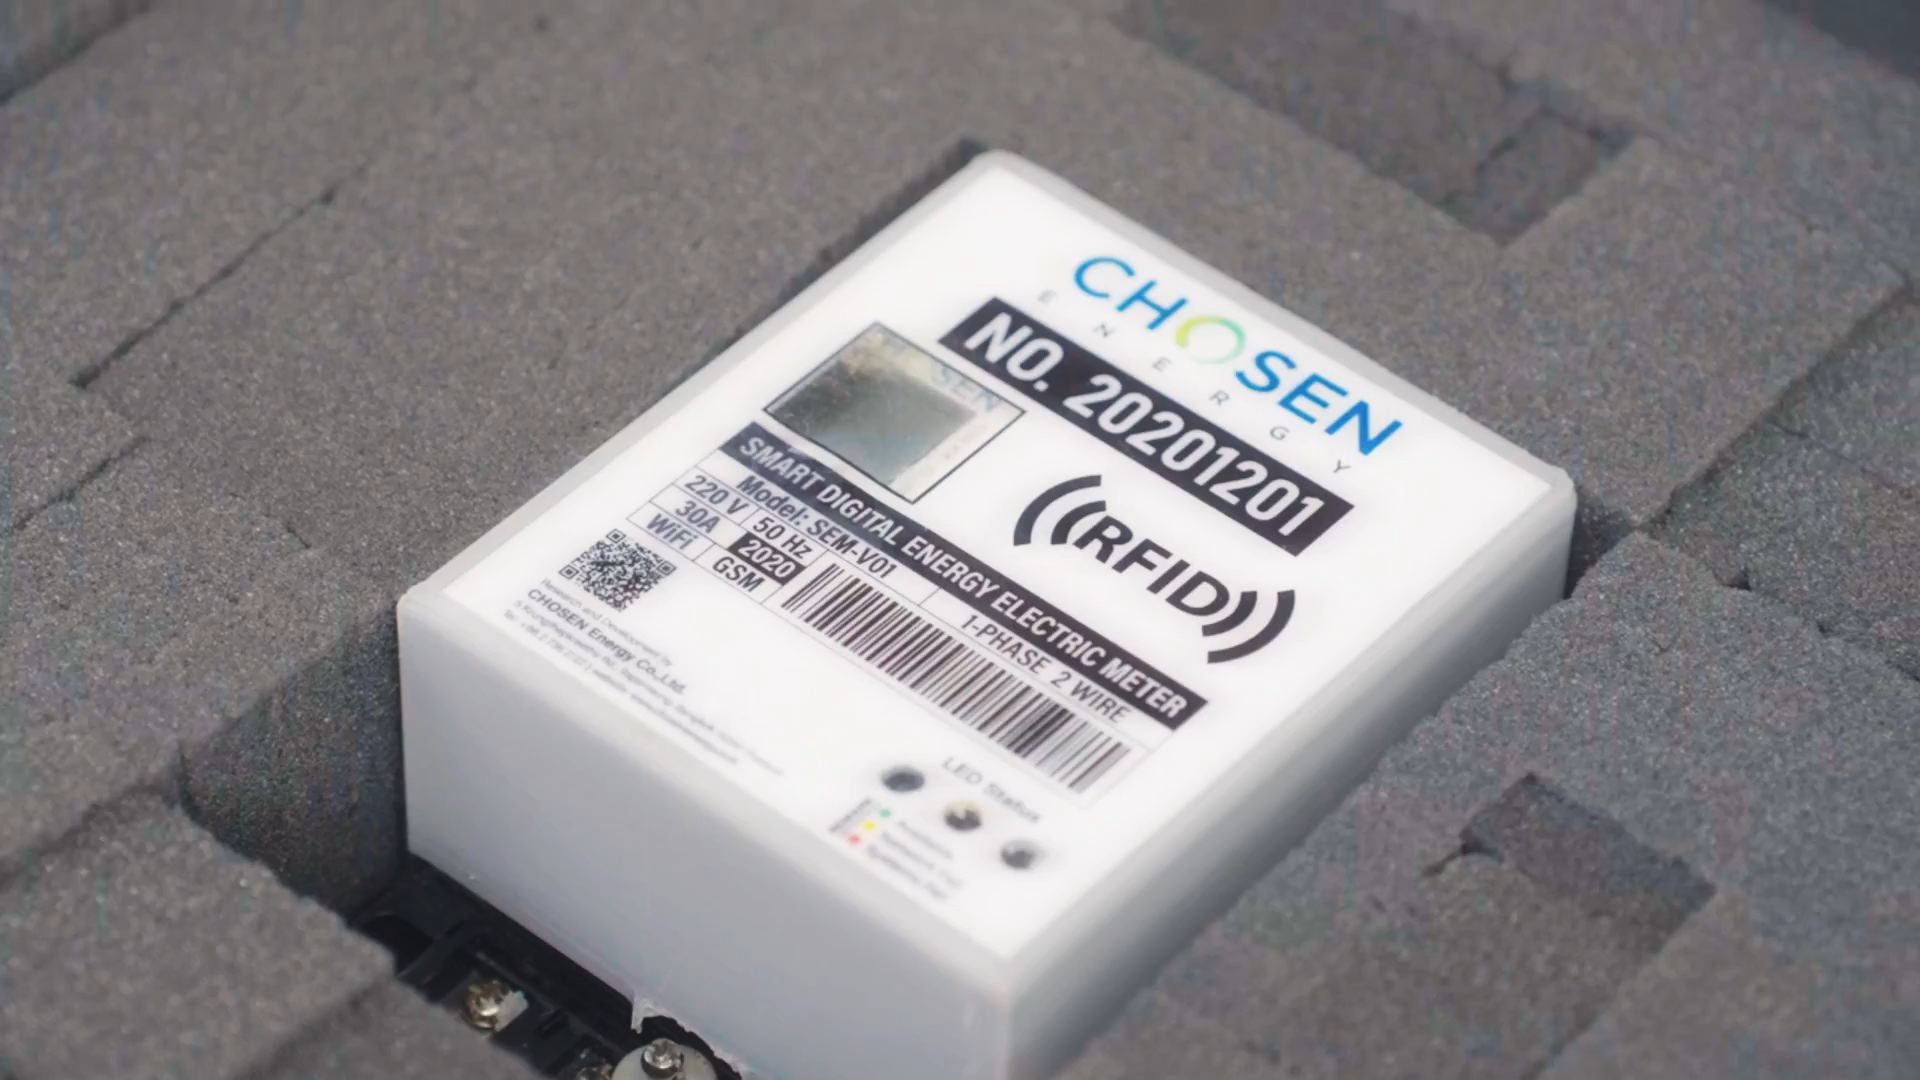 CHOSEN
ENERGY
NO. 20201201
RFID
SMART DIGITAL ENERGY ELECTRIC METER
Model: SEM-V01
1-PHASE 2 WIRE
220 V
50 Hz
30A
2020
WiFi
GSM
Research and Development by
CHOSEN Energy Co.,Ltd.
LED Status